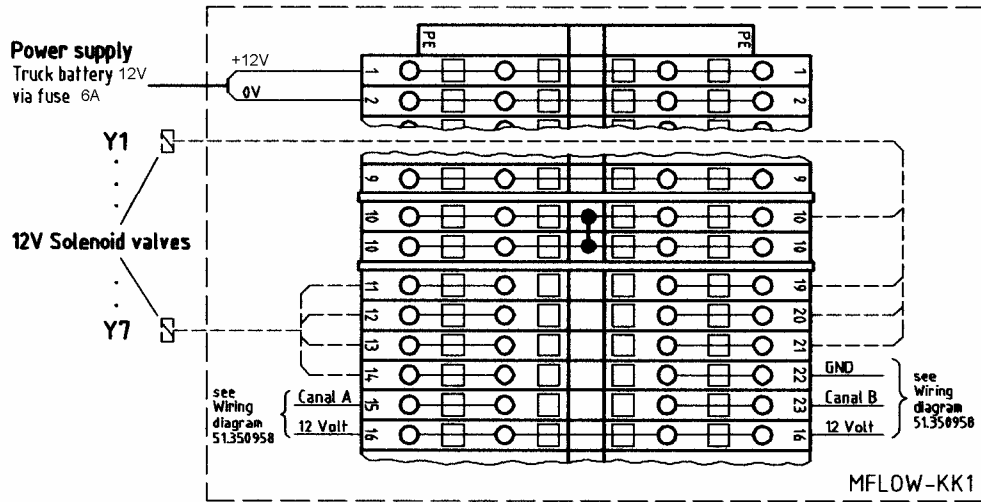 PE PE
Power supply
Truck battery 12V
via fuse 6A
+12V
0V
1 1
2 2
Y1
9 9
10 10
10 10
12V Solenoid valves
11 19
12 20
Y7
13 21
14 22 GND
see
Wiring
diagram
51.350958
Canal A 15 23 Canal B
12 Volt 16 16 12 Volt
see
Wiring
diagram
51.350958
MFLOW-KK1